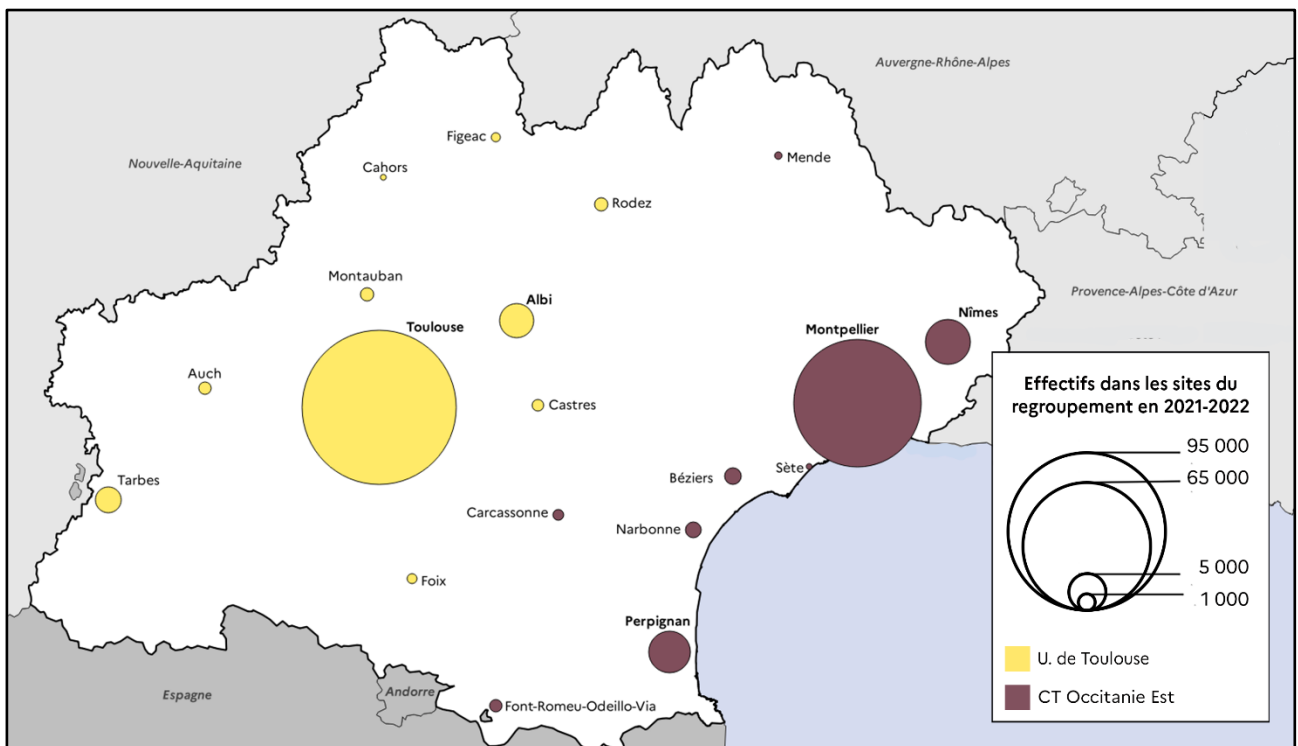 Auvergne-Rhône-Alpes
Figeac
Nouvelle-Aquitaine
Cahors
Mende
Rodez
Montauban
Albi
Provence-Alpes-Côte d'Azur
Toulouse
Montpellier
Nîmes
Auch
Castres
Tarbes
Béziers
Sète
Carcassonne
Narbonne
Foix
Perpignan
Espagne
Andorre
Font-Romeu-Odeillo-Via
Effectifs dans les sites du
regroupement en 2021-2022
95 000
65 000
5 000
1 000
U. de Toulouse
CT Occitanie Est